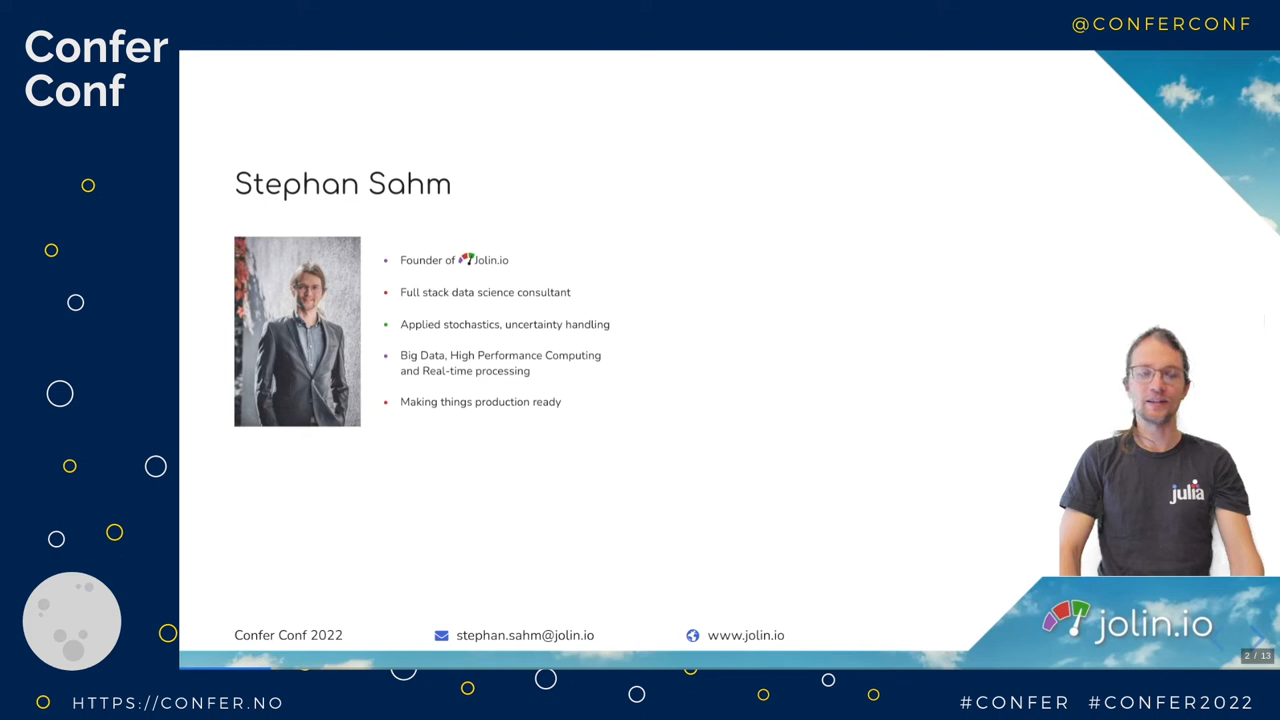 Confer
Conf
@CONFERCONF
Stephan Sahm
• Founder of Jolin.io
• Full stack data science consultant
• Applied stochastics, uncertainty handling
• Big Data, High Performance Computing
and Real-time processing
• Making things production ready
julia
Confer Conf 2022
stephan.sahm@jolin.io
www.jolin.io
jolin.io
2 / 13
HTTPS://CONFER.NO
#CONFER #CONFER2022